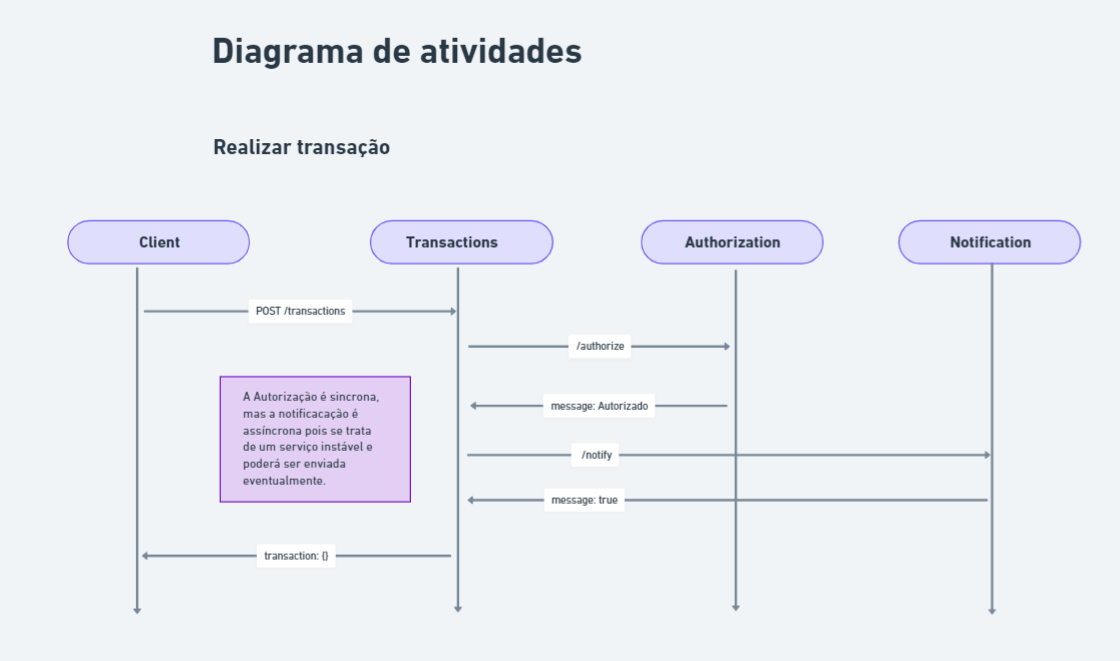 Diagrama de atividades
Realizar transação
Client
Transactions
Authorization
Notification
POST /transactions
/authorize
A Autorização é sincrona,
mas a notificacação é
assíncrona pois se trata
de um serviço instável e
poderá ser enviada
eventualmente.
message: Autorizado
/notify
message: true
transaction: {}